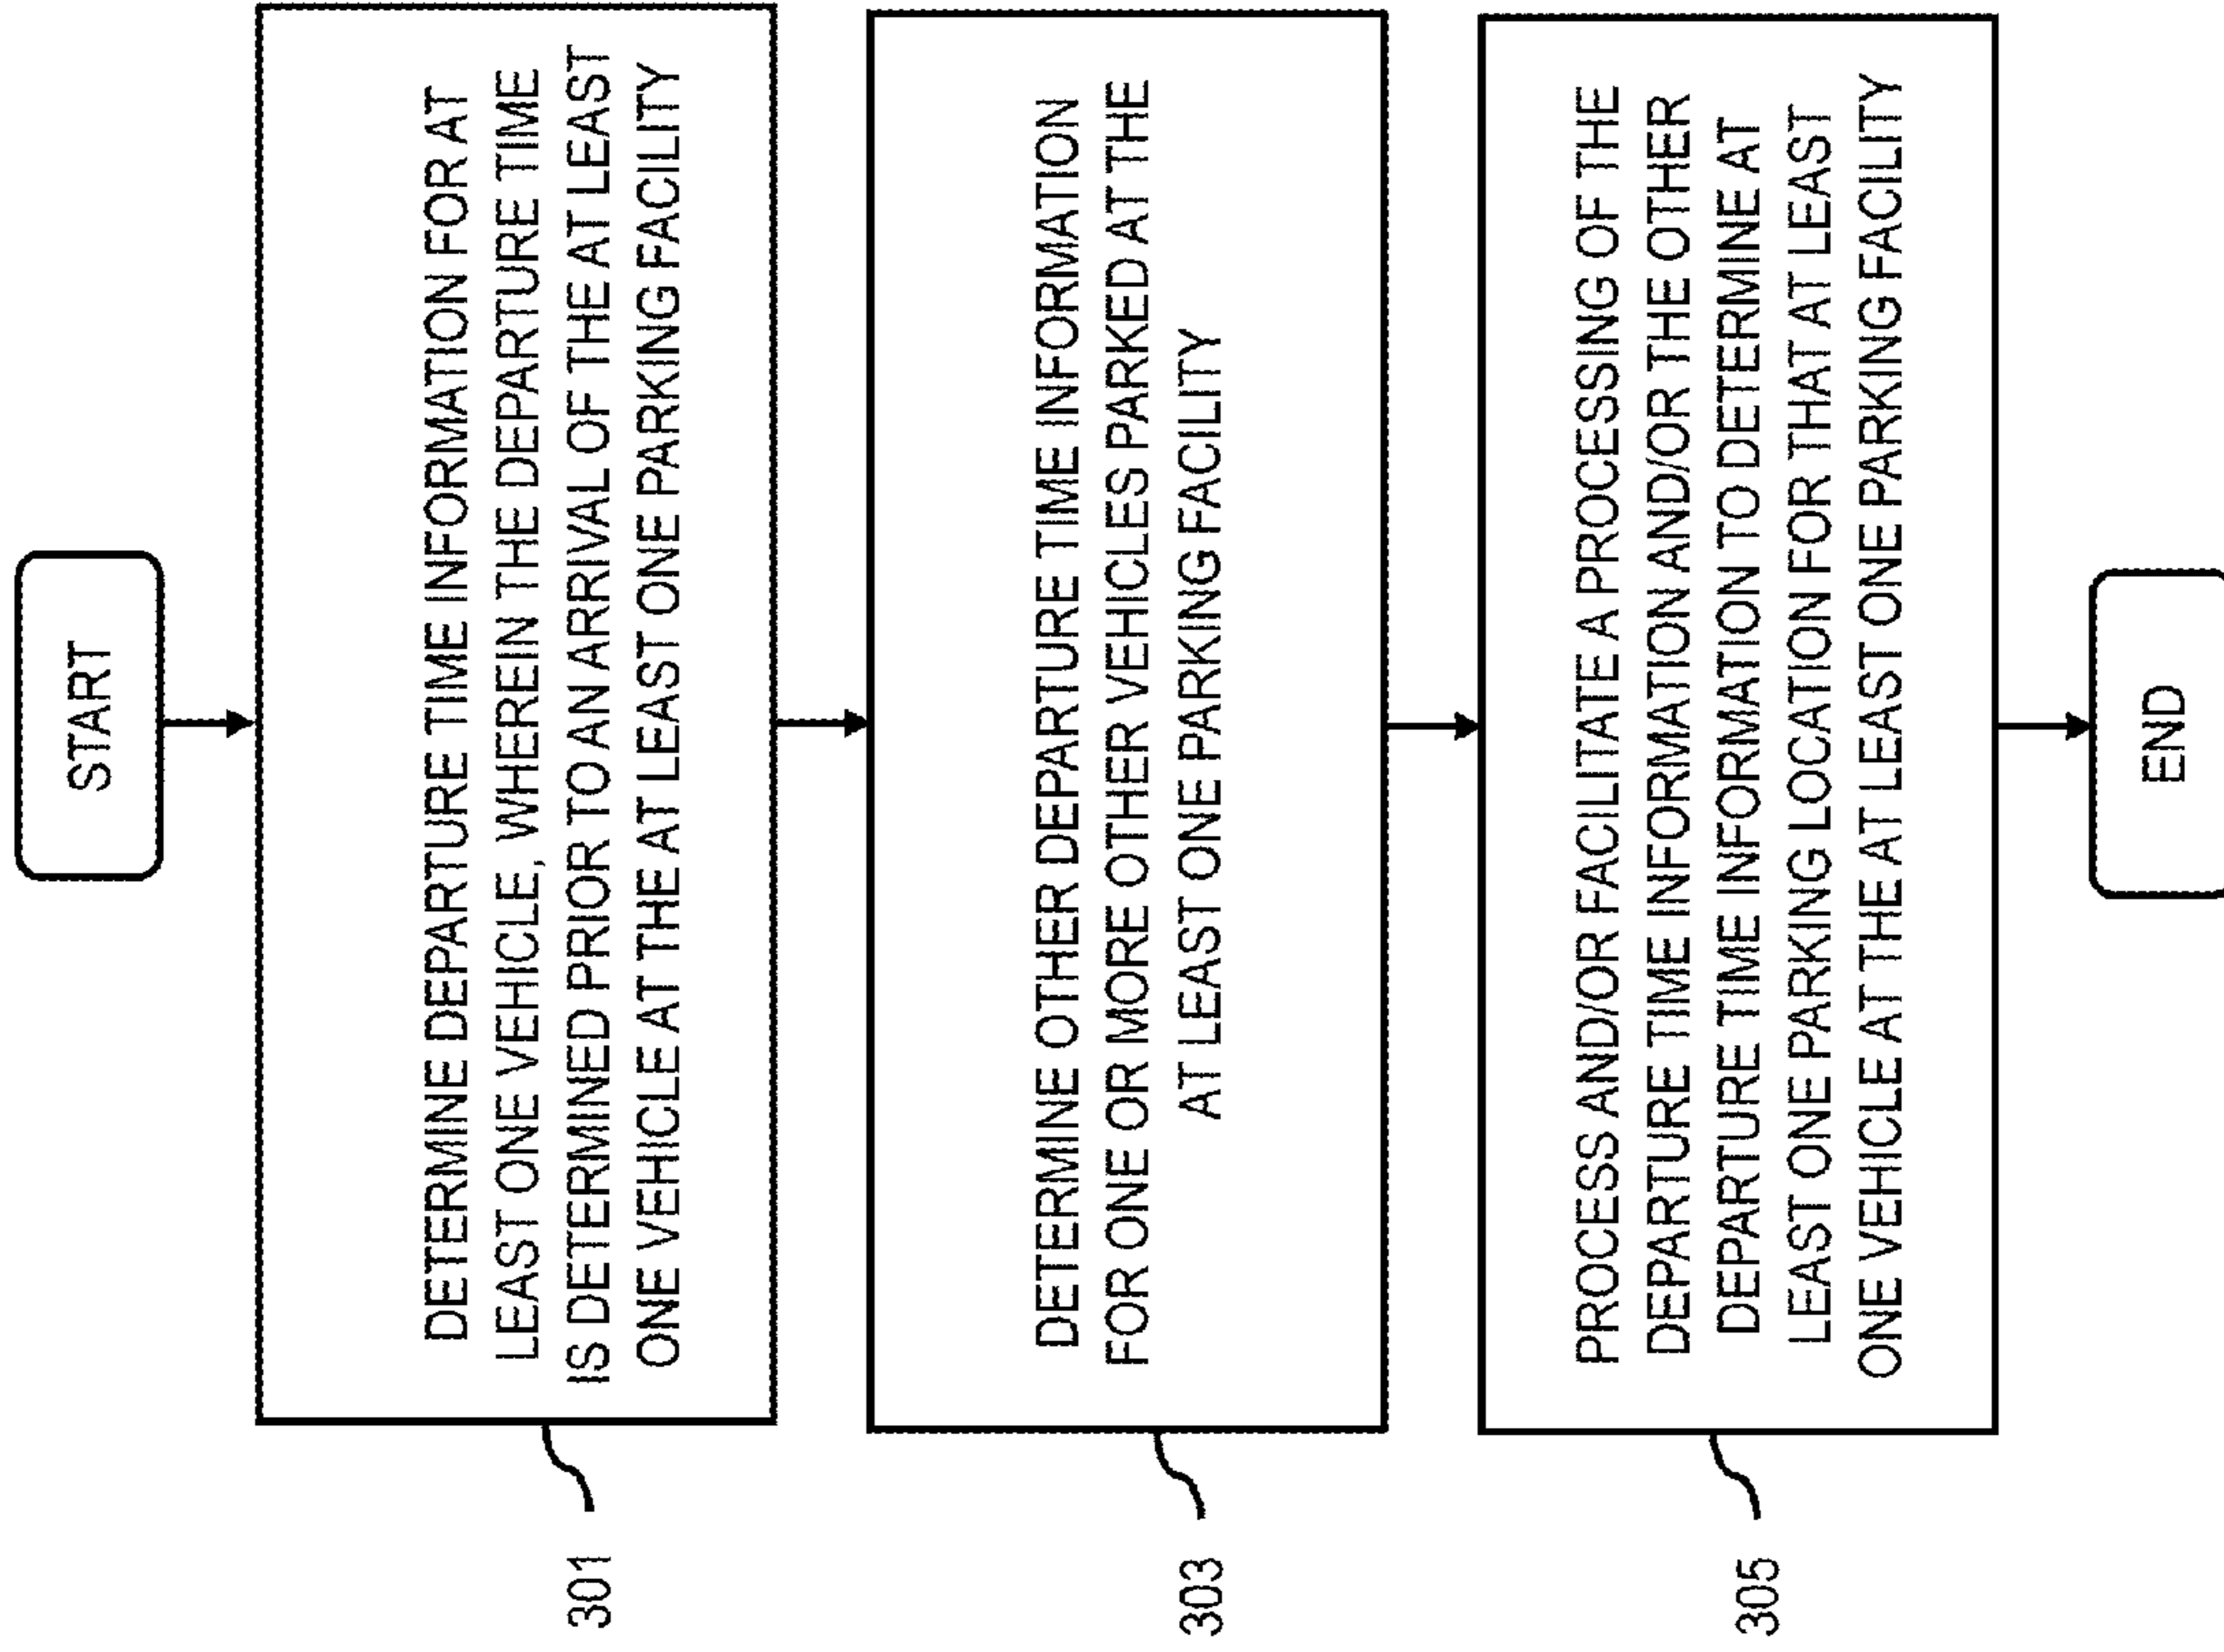 START
DETERMINE DEPARTURE TIME INFORMATION FOR AT
LEAST ONE VEHICLE, WHEREIN THE DEPARTURE TIME
IS DETERMINED PRIOR TO AN ARRIVAL OF THE AT LEAST
ONE VEHICLE AT THE AT LEAST ONE PARKING FACILITY
301
DETERMINE OTHER DEPARTURE TIME INFORMATION
FOR ONE OR MORE OTHER VEHICLES PARKED AT THE
AT LEAST ONE PARKING FACILITY
303
PROCESS AND/OR FACILITATE A PROCESSING OF THE
DEPARTURE TIME INFORMATION AND/OR THE OTHER
DEPARTURE TIME INFORMATION TO DETERMINE AT
LEAST ONE PARKING LOCATION FOR THAT AT LEAST
ONE VEHICLE AT THE AT LEAST ONE PARKING FACILITY
305
END